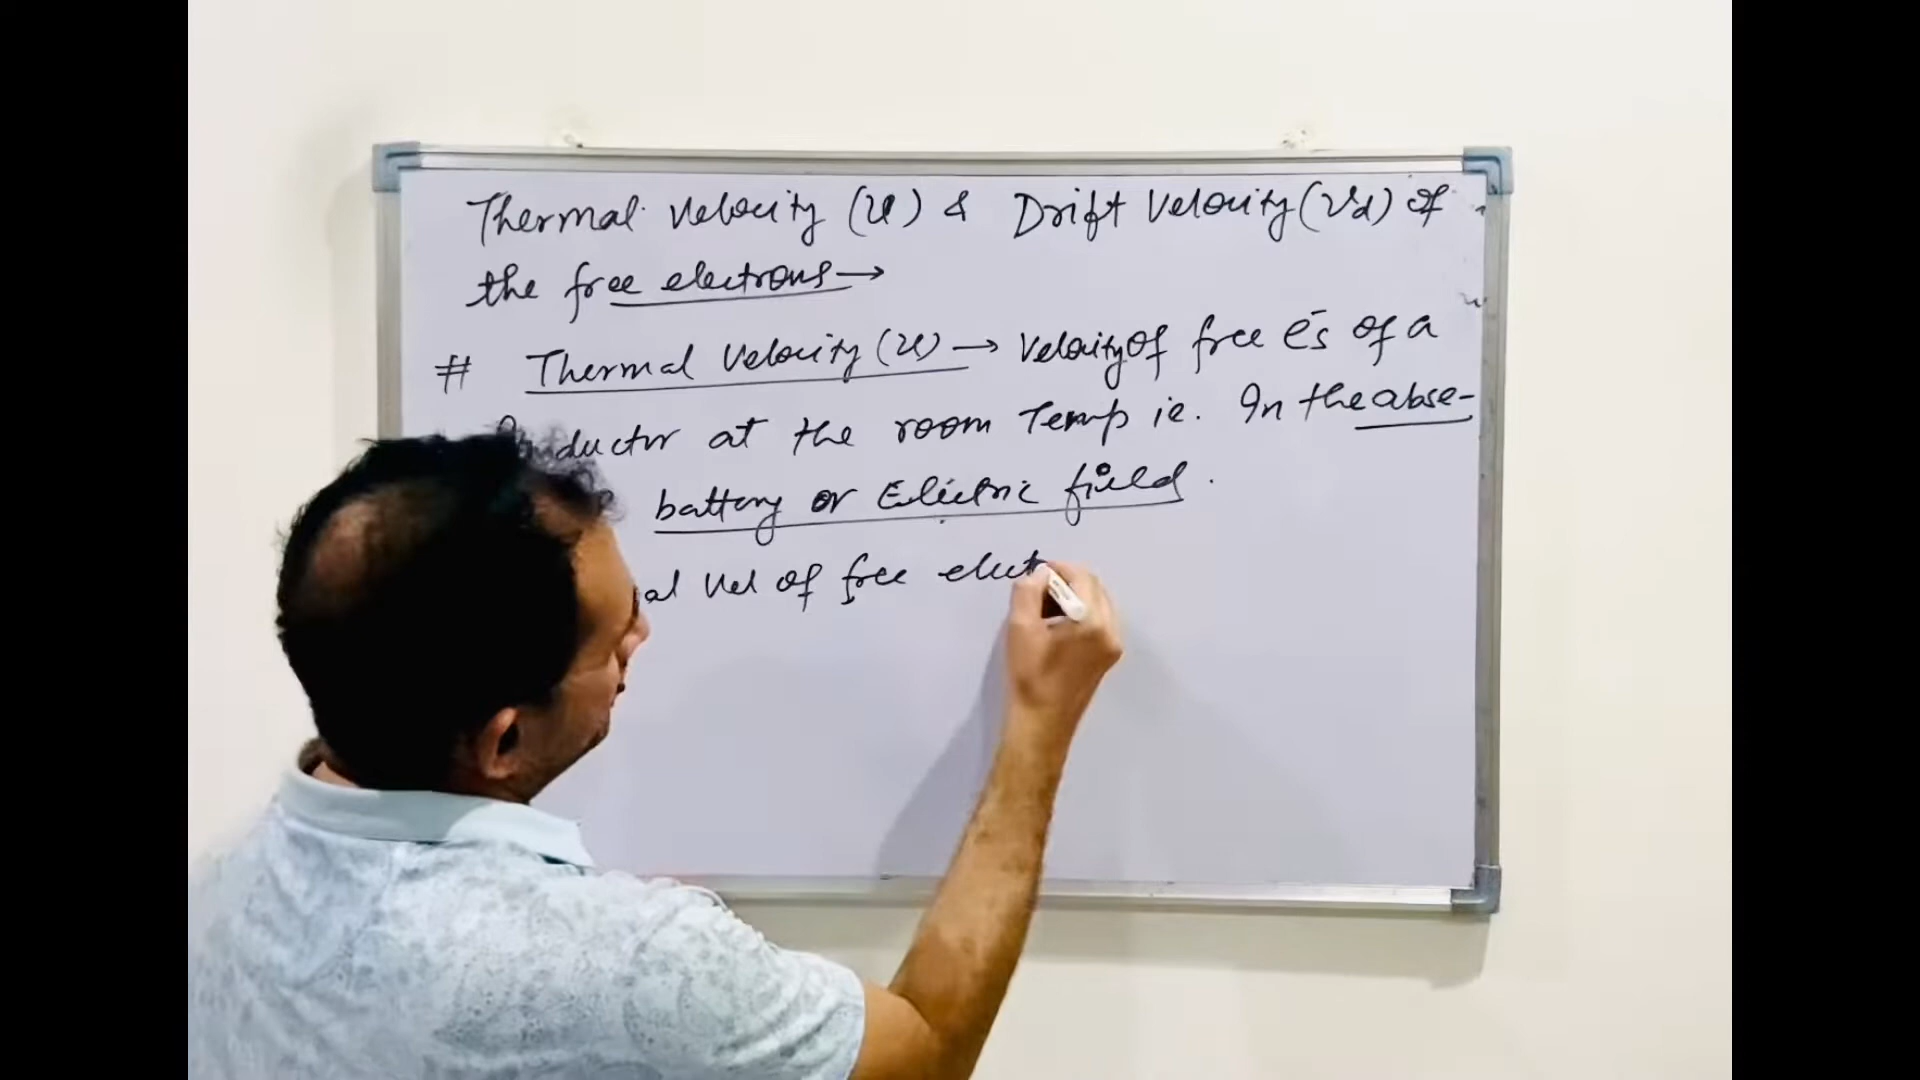 Thermal Velocity (u) & Drift Velocity (Vd) of
the free electrons →
# Thermal Velocity (u) → Velocity of free e̅s of a
Conductor at the room Temp ie. In the abse-
battery or Electric field.
al Vel of free elect